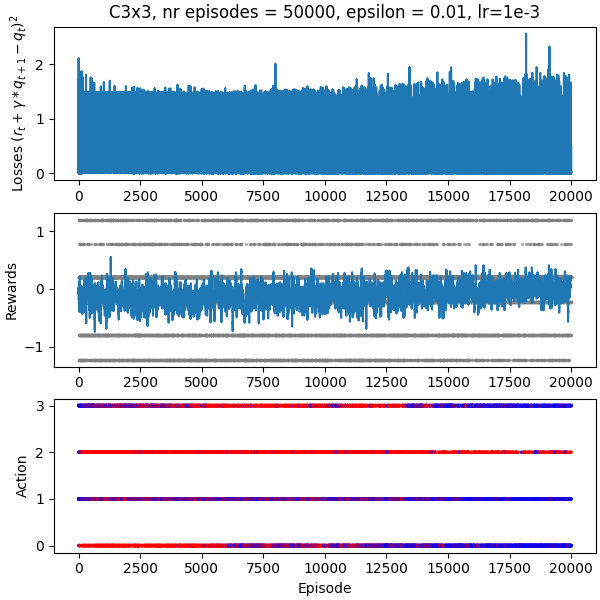 C3x3, nr episodes = 50000, epsilon = 0.01, lr=1e-3
Losses $(r_t + \gamma * q_{t+1} - q_t)^2$
2
1
0
0 2500 5000 7500 10000 12500 15000 17500 20000
Rewards
1
0
−1
0 2500 5000 7500 10000 12500 15000 17500 20000
Action
3
2
1
0
0 2500 5000 7500 10000 12500 15000 17500 20000
Episode